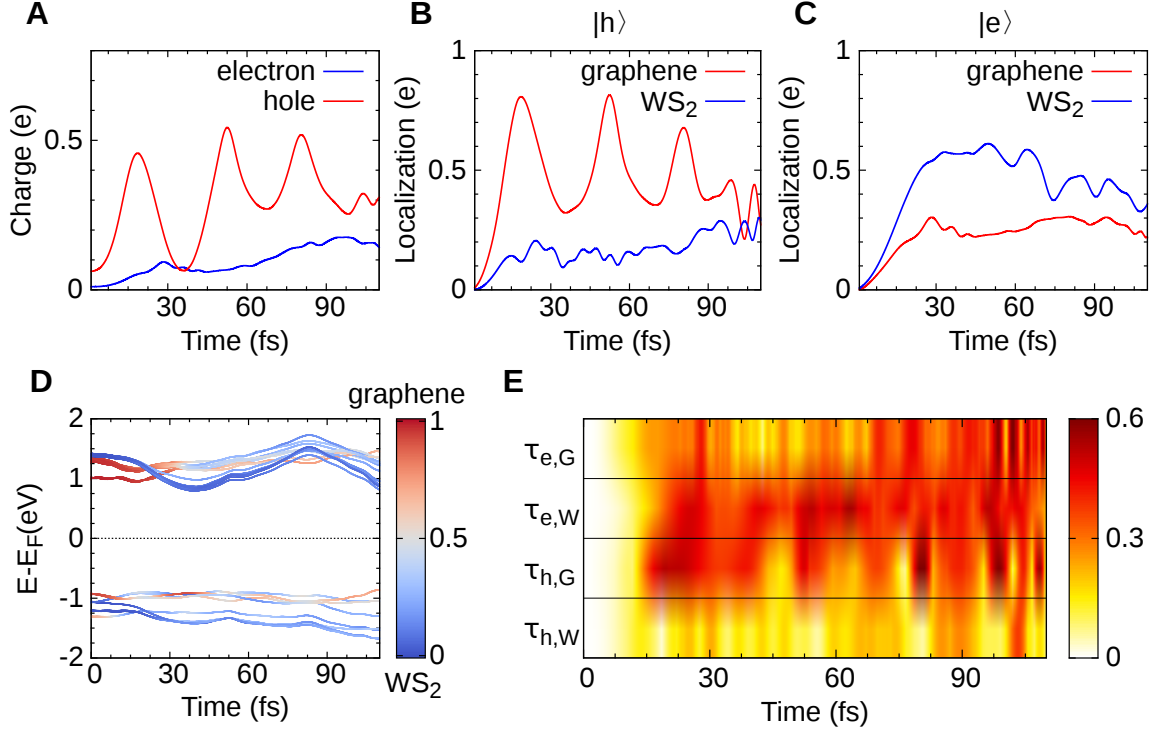 A
B
|h⟩
C
|e⟩
Charge (e)
0.5
0
electron
hole
30 60 90
Time (fs)
Localization (e)
1
0.5
0
graphene
WS2
30 60 90
Time (fs)
Localization (e)
1
0.5
0
graphene
WS2
30 60 90
Time (fs)
D
graphene
E-EF(eV)
2
1
0
-1
-2
0 30 60 90
Time (fs)
1
0.5
0
WS2
E
τe,G
τe,W
τh,G
τh,W
0 30 60 90
Time (fs)
0.6
0.3
0